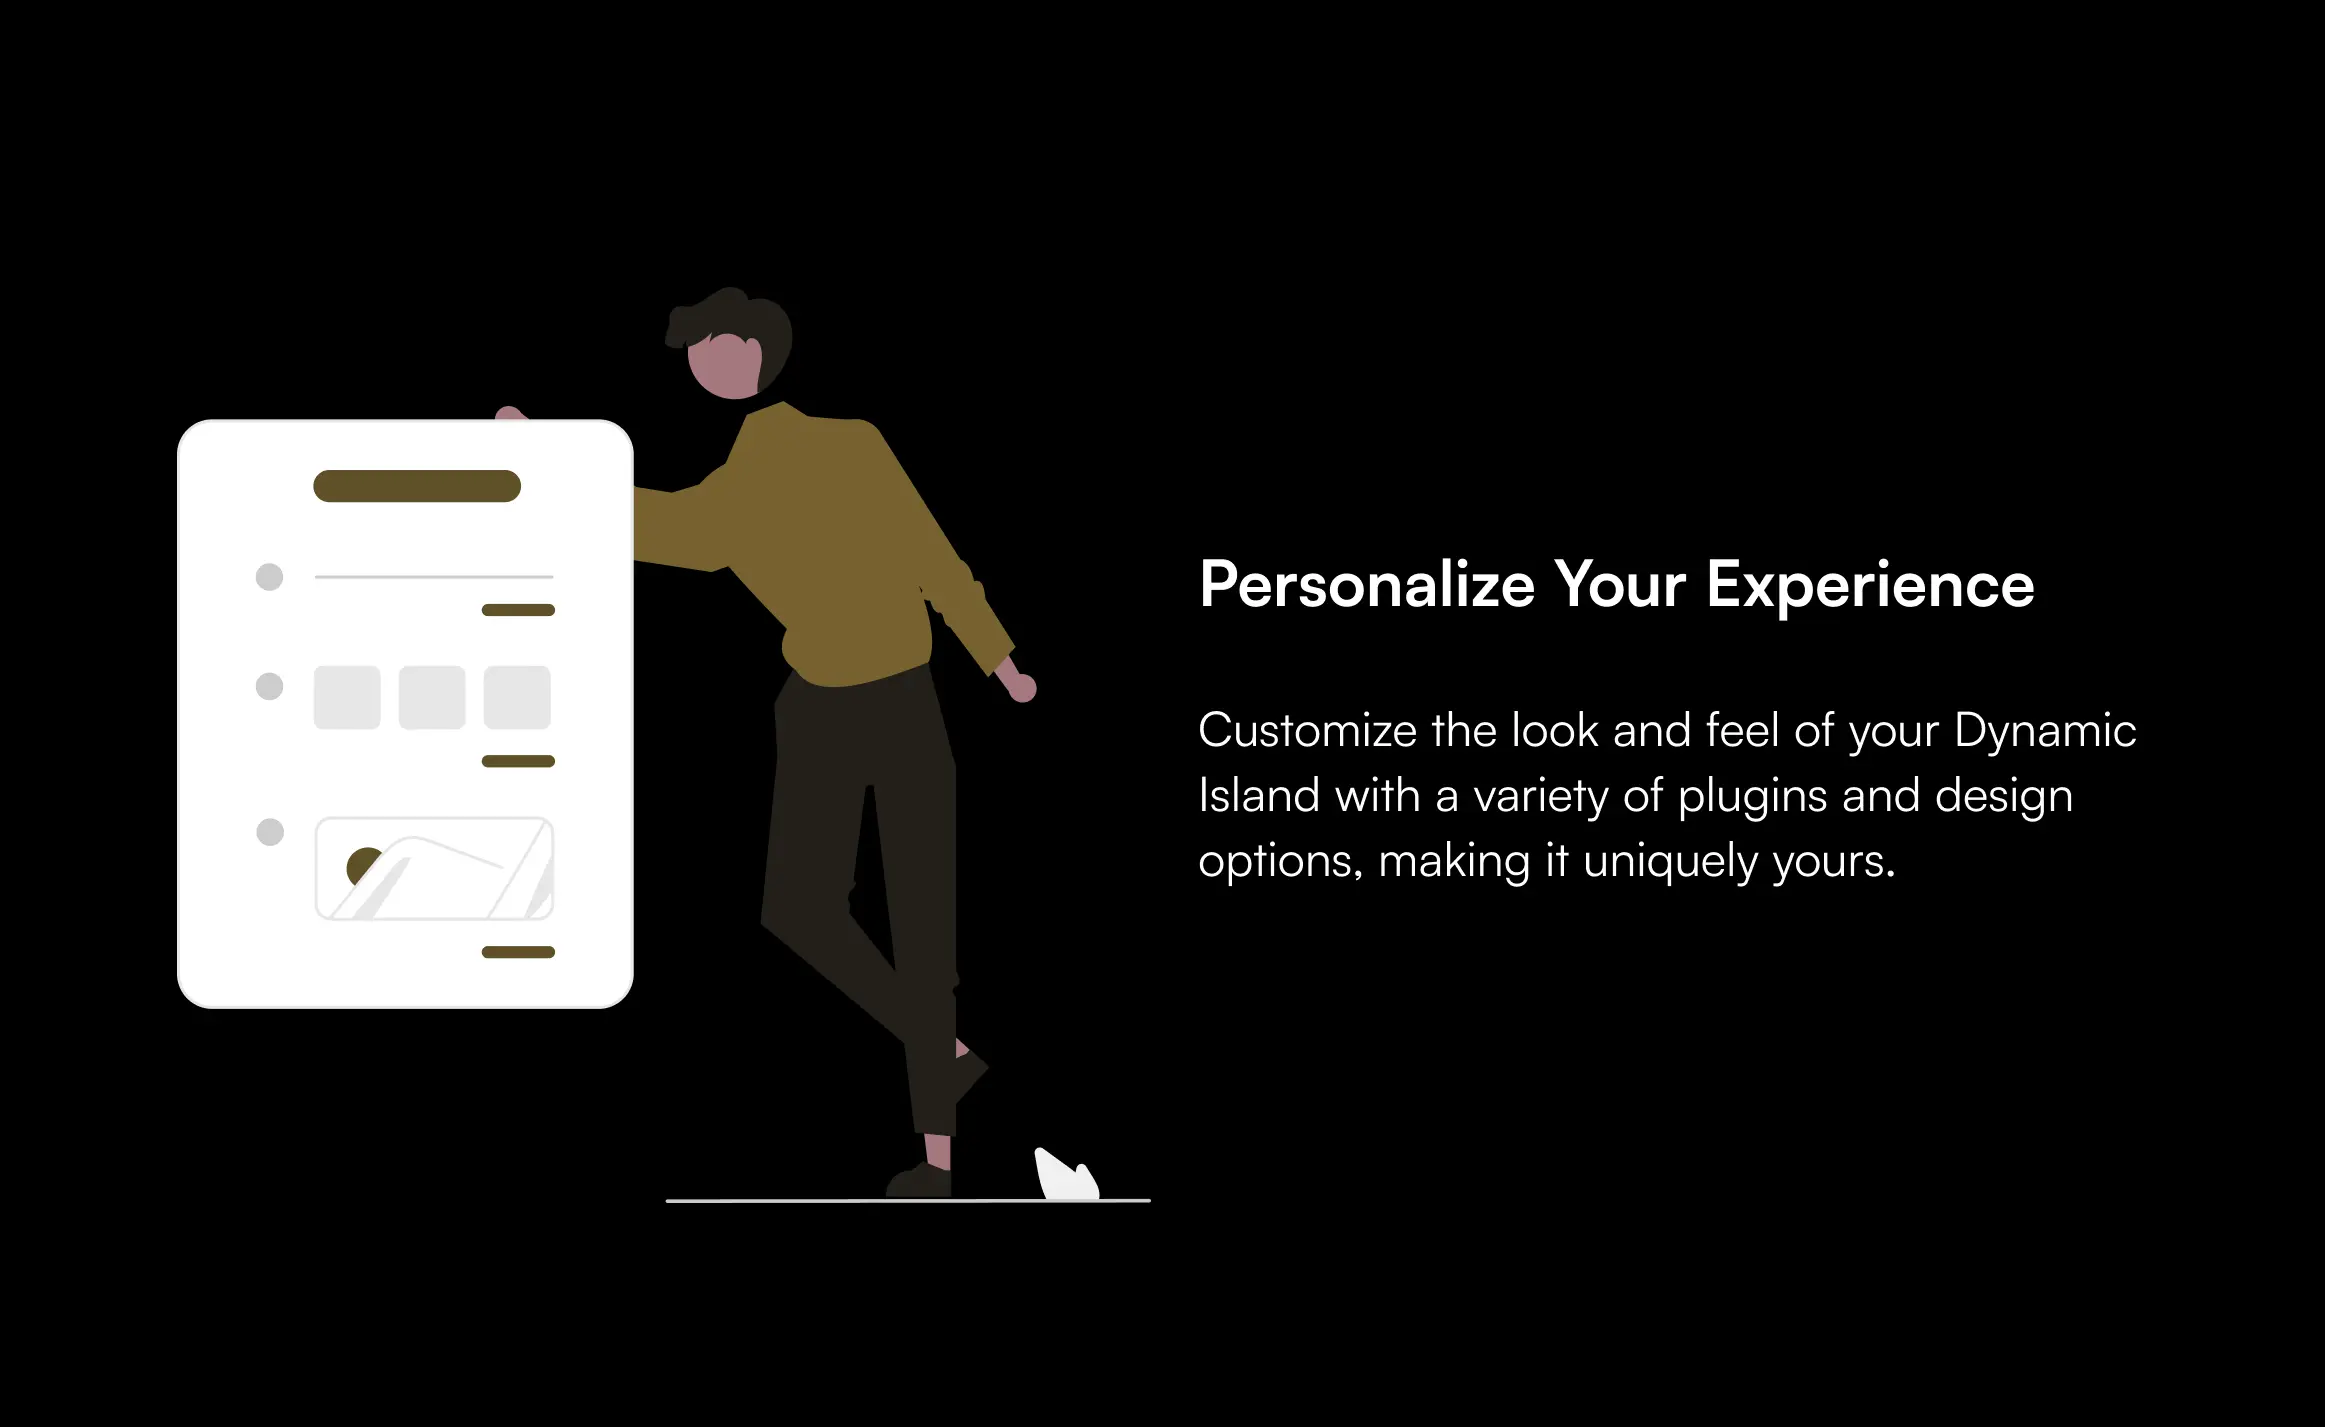 Personalize Your Experience
Customize the look and feel of your Dynamic
Island with a variety of plugins and design
options, making it uniquely yours.